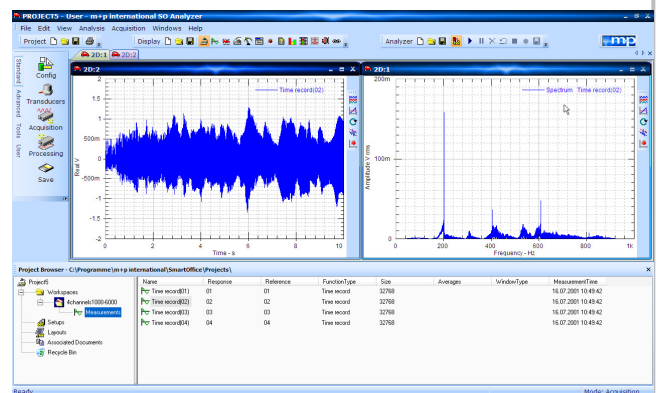 PROJECT5 - User - m+p international SO Analyzer
File Edit View Analysis Acquisition Windows Help
Project Display Analyzer mp
2D:1 2D:2
Standard
Advanced
Tools
User
Config
Transducers
Acquisition
Processing
Save
2D:2
Time record(02)
Real V
2
1.5
500m
0
-500m
-1
-1.5
-2
0 2 4 6 8 10
Time - s
2D:1
Spectrum Time record(02)
Amplitude V rms
200m
100m
0
0 200 400 600 800 1k
Frequency - Hz
Project Browser - C:\Programme\m+p international\SmartOffice\Projects\
Project5
Workspaces
4channels1000-6000
Measurements
Setups
Layouts
Associated Documents
Recycle Bin
Name Response Reference FunctionType Size Averages WindowType MeasurementTime
Time record(01) 01 01 Time record 32768 16.07.2001 10:49:42
Time record(02) 02 02 Time record 32768 16.07.2001 10:49:42
Time record(03) 03 03 Time record 32768 16.07.2001 10:49:42
Time record(04) 04 04 Time record 32768 16.07.2001 10:49:42
Ready Mode: Acquisition